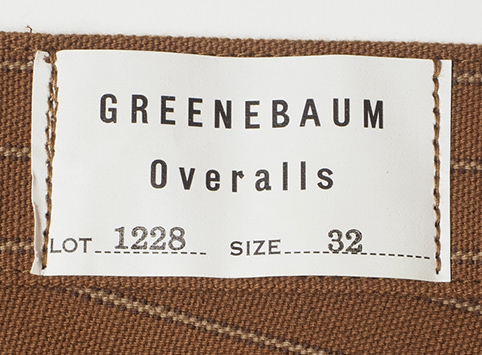 GREENEBAUM
Overalls
LOT 1228 SIZE 32